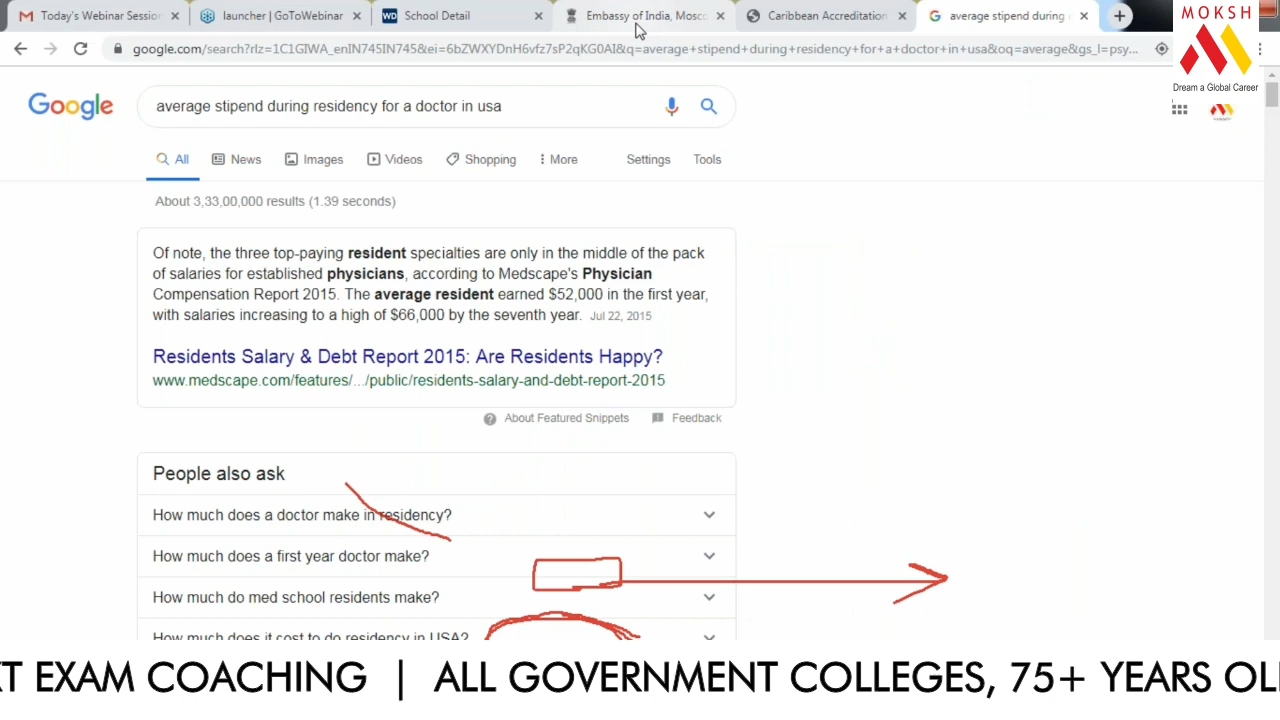 Today's Webinar Session
launcher | GoToWebinar
WD School Detail
Embassy of India, Mosco
Caribbean Accreditation
G average stipend during
MOKSH
Dream a Global Career
google.com/search?rlz=1C1GIWA_enIN745IN745&ei=6bZWXYDnH6vfz7sP2qKG0AI&q=average+stipend+during+residency+for+a+doctor+in+usa&oq=average&gs_l=psy...
Google
average stipend during residency for a doctor in usa
All News Images Videos Shopping More Settings Tools
About 3,33,00,000 results (1.39 seconds)
Of note, the three top-paying resident specialties are only in the middle of the pack
of salaries for established physicians, according to Medscape's Physician
Compensation Report 2015. The average resident earned $52,000 in the first year,
with salaries increasing to a high of $66,000 by the seventh year. Jul 22, 2015
Residents Salary & Debt Report 2015: Are Residents Happy?
www.medscape.com/features/.../public/residents-salary-and-debt-report-2015
About Featured Snippets Feedback
People also ask
How much does a doctor make in residency?
How much does a first year doctor make?
How much do med school residents make?
How much does it cost to do residency in USA?
XT EXAM COACHING | ALL GOVERNMENT COLLEGES, 75+ YEARS OL